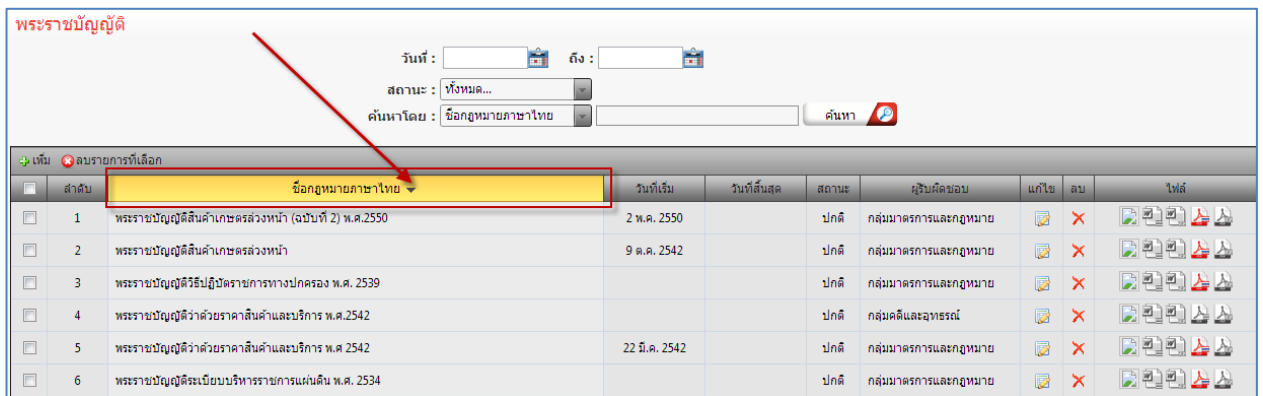 พระราชบัญญัติ
วันที่ : ถึง :
สถานะ : ทั้งหมด...
ค้นหาโดย : ชื่อกฎหมายภาษาไทย ค้นหา
เพิ่ม ลบรายการที่เลือก
ลำดับ ชื่อกฎหมายภาษาไทย วันที่เริ่ม วันที่สิ้นสุด สถานะ ผู้รับผิดชอบ แก้ไข ลบ ไฟล์
1 พระราชบัญญัติสินค้าเกษตรล่วงหน้า (ฉบับที่ 2) พ.ศ.2550 2 พ.ค. 2550 ปกติ กลุ่มมาตรการและกฎหมาย
2 พระราชบัญญัติสินค้าเกษตรล่วงหน้า 9 ต.ค. 2542 ปกติ กลุ่มมาตรการและกฎหมาย
3 พระราชบัญญัติวิธีปฏิบัตราชการทางปกครอง พ.ศ. 2539 ปกติ กลุ่มมาตรการและกฎหมาย
4 พระราชบัญญัติว่าด้วยราคาสินค้าและบริการ พ.ศ.2542 ปกติ กลุ่มคดีและอุทธรณ์
5 พระราชบัญญัติว่าด้วยราคาสินค้าและบริการ พ.ศ 2542 22 มี.ค. 2542 ปกติ กลุ่มมาตรการและกฎหมาย
6 พระราชบัญญัติระเบียบบริหารราชการแผ่นดิน พ.ศ. 2534 ปกติ กลุ่มมาตรการและกฎหมาย